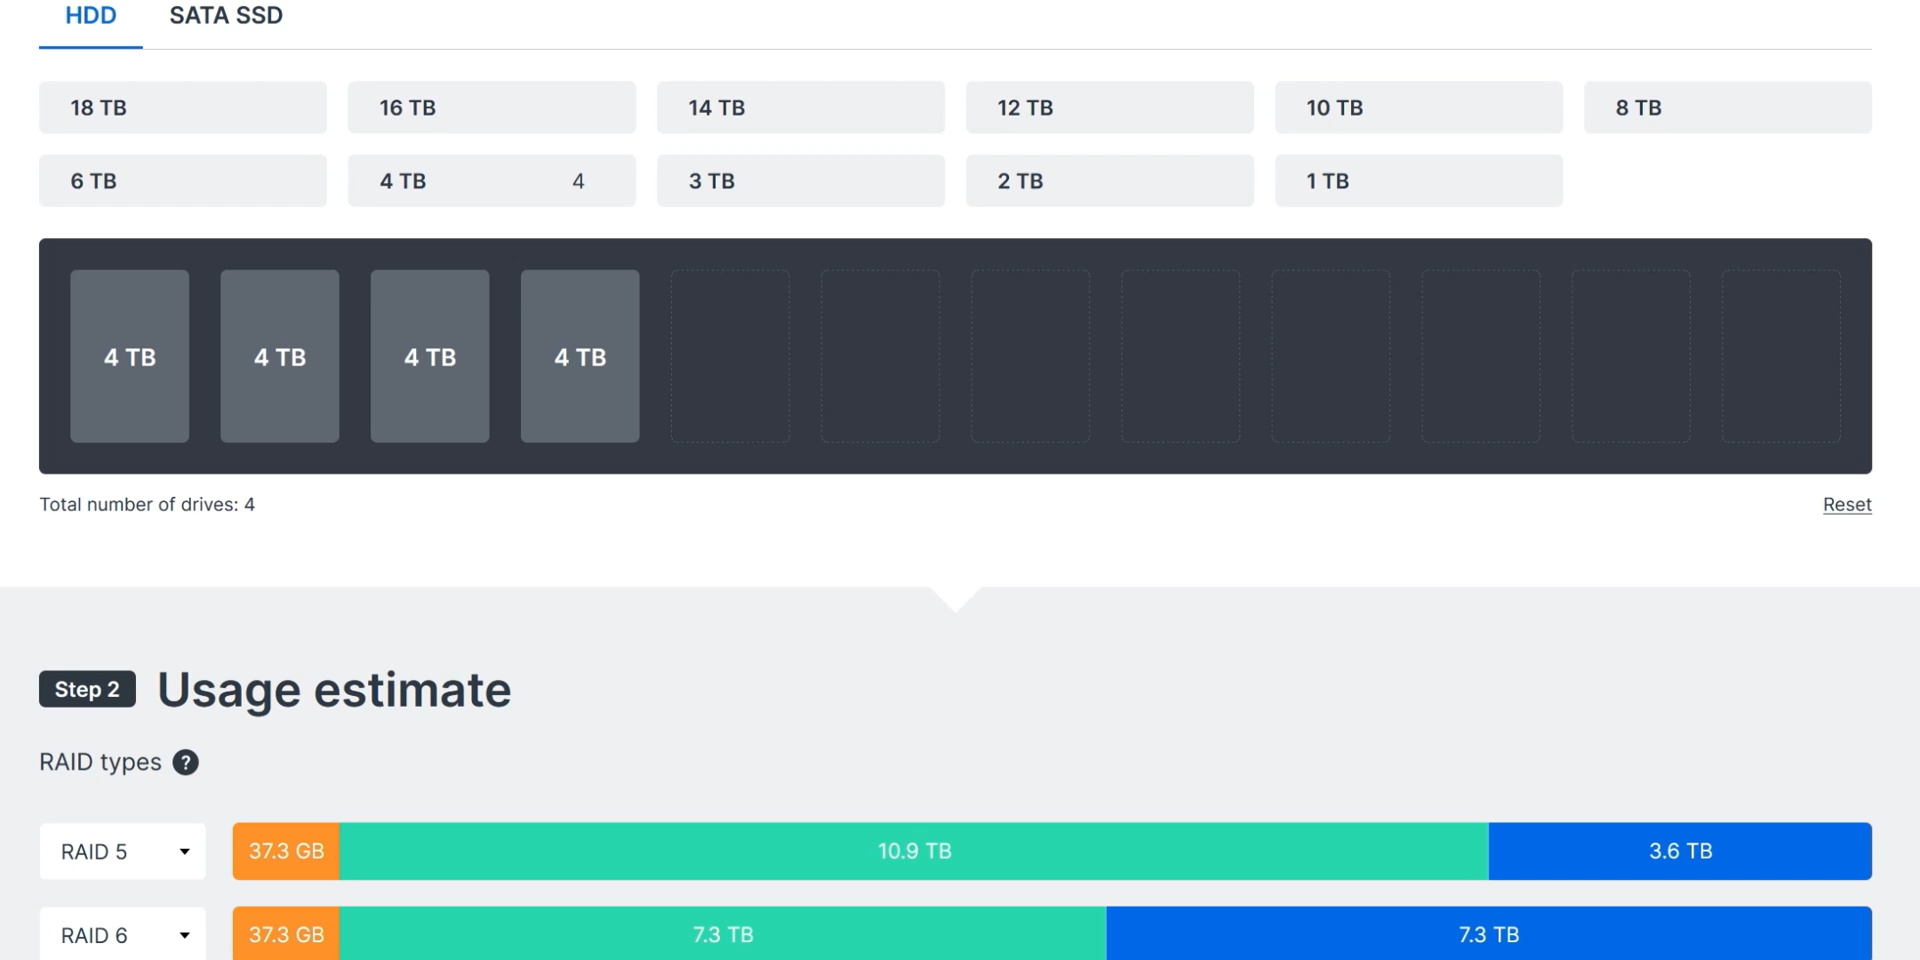 HDD SATA SSD
18 TB 16 TB 14 TB 12 TB 10 TB 8 TB
6 TB 4 TB 4 3 TB 2 TB 1 TB
4 TB 4 TB 4 TB 4 TB
Total number of drives: 4 Reset
Step 2 Usage estimate
RAID types ?
RAID 5 37.3 GB 10.9 TB 3.6 TB
RAID 6 37.3 GB 7.3 TB 7.3 TB